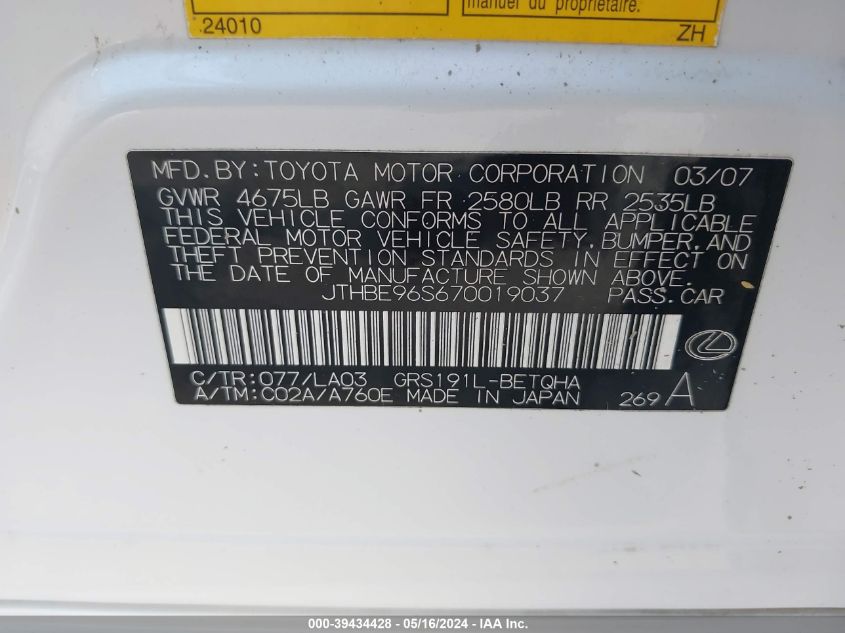 manuel du propriétaire.
24010
ZH
MFD.BY:TOYOTA MOTOR CORPORATION 03/07
GVWR 4675LB GAWR FR 2580LB RR 2535LB
THIS VEHICLE CONFORMS TO ALL APPLICABLE
FEDERAL MOTOR VEHICLE SAFETY,BUMPER,AND
THEFT PREVENTION STANDARDS IN EFFECT ON
THE DATE OF MANUFACTURE SHOWN ABOVE.
JTHBE96S670019037 PASS.CAR
C/TR:077/LA03 GRS191L-BETQHA
A/TM:C02A/A760E MADE IN JAPAN 269 A
000-39434428 - 05/16/2024 - IAA Inc.